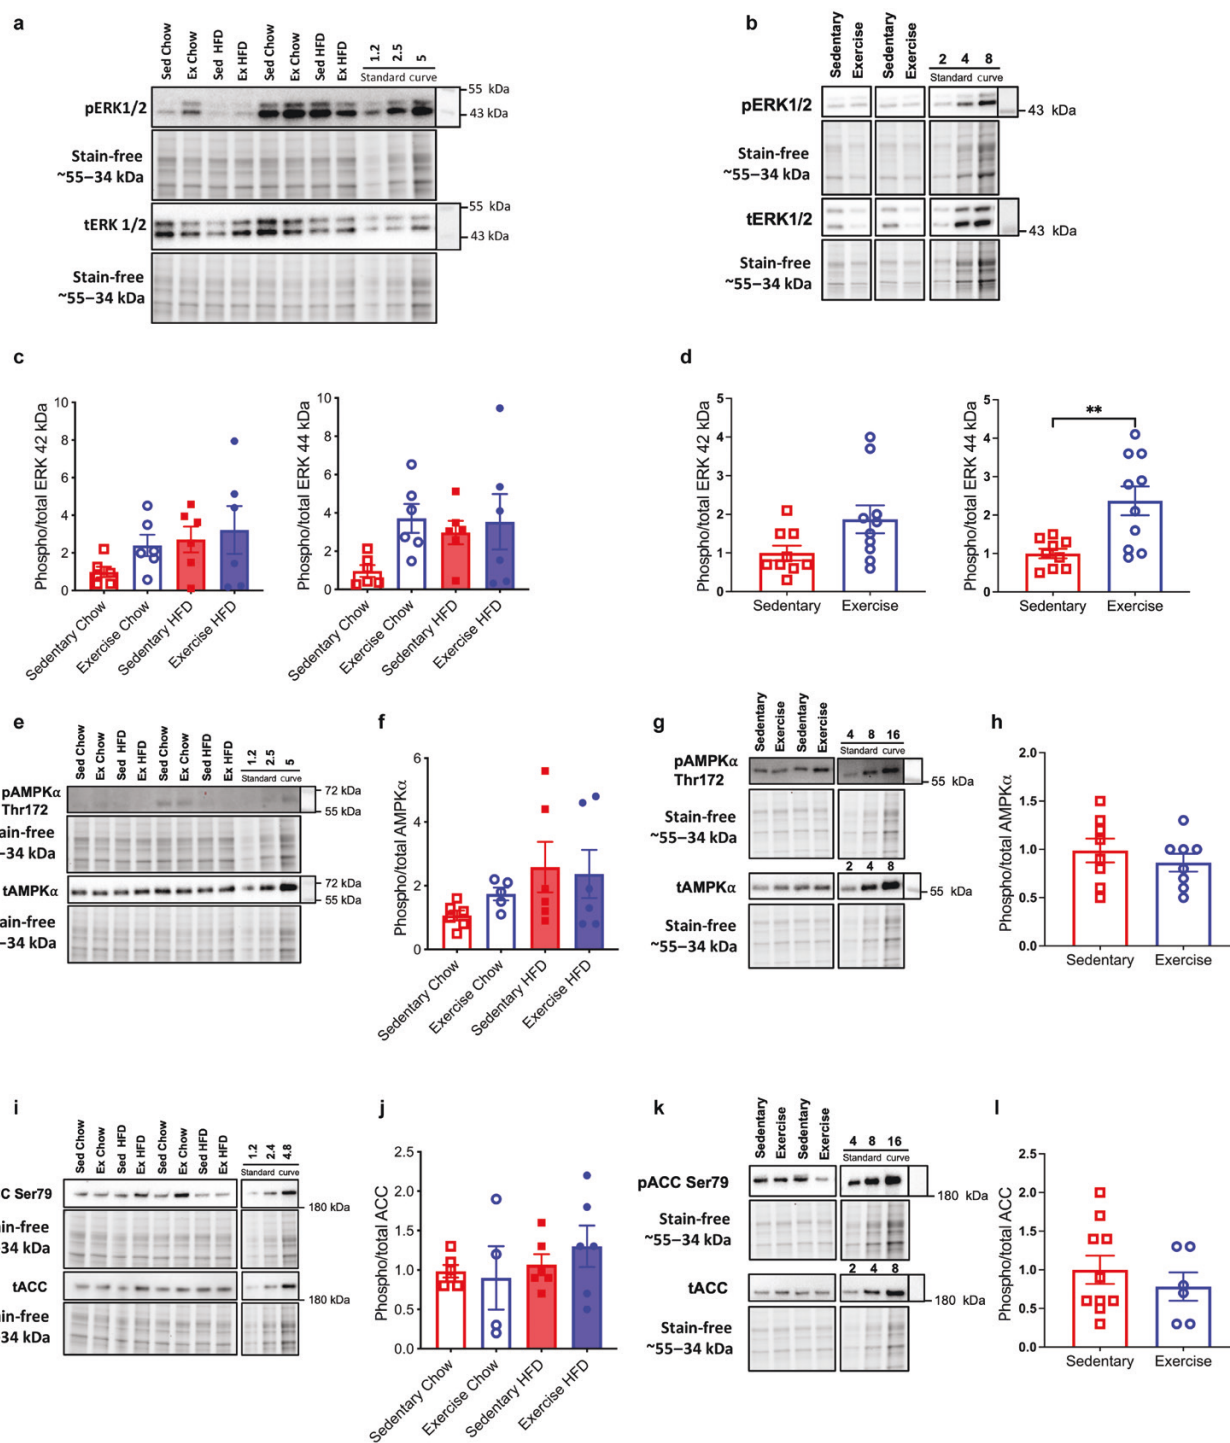 a
Sed Chow
Ex Chow
Sed HFD
Ex HFD
Sed Chow
Ex Chow
Sed HFD
Ex HFD
1.2
2.5
5
Standard curve
pERK1/2
55 kDa
43 kDa
Stain-free
~55–34 kDa
tERK 1/2
55 kDa
43 kDa
Stain-free
~55–34 kDa
b
Sedentary
Exercise
Sedentary
Exercise
2 4 8
Standard curve
pERK1/2
43 kDa
Stain-free
~55–34 kDa
tERK1/2
43 kDa
Stain-free
~55–34 kDa
c
Phospho/total ERK 42 kDa
10
8
6
4
2
0
Sedentary Chow
Exercise Chow
Sedentary HFD
Exercise HFD
Phospho/total ERK 44 kDa
10
8
6
4
2
0
Sedentary Chow
Exercise Chow
Sedentary HFD
Exercise HFD
d
Phospho/total ERK 42 kDa
5
4
3
2
1
0
Sedentary
Exercise
Phospho/total ERK 44 kDa
5
4
3
2
1
0
**
Sedentary
Exercise
e
Sed Chow
Ex Chow
Sed HFD
Ex HFD
Sed Chow
Ex Chow
Sed HFD
Ex HFD
1.2
2.5
5
Standard curve
pAMPKα
Thr172
72 kDa
55 kDa
ain-free
–34 kDa
tAMPKα
72 kDa
55 kDa
ain-free
–34 kDa
f
Phospho/total AMPKα
6
4
2
0
Sedentary Chow
Exercise Chow
Sedentary HFD
Exercise HFD
g
Sedentary
Exercise
Sedentary
Exercise
4 8 16
Standard curve
pAMPKα
Thr172
55 kDa
Stain-free
~55–34 kDa
2 4 8
tAMPKα
55 kDa
Stain-free
~55–34 kDa
h
Phospho/total AMPKα
2.0
1.5
1.0
0.5
0.0
Sedentary
Exercise
i
Sed Chow
Ex Chow
Sed HFD
Ex HFD
Sed Chow
Ex Chow
Sed HFD
Ex HFD
1.2
2.4
4.8
Standard curve
C Ser79
180 kDa
ain-free
–34 kDa
tACC
180 kDa
ain-free
–34 kDa
j
Phospho/total ACC
2.5
2.0
1.5
1.0
0.5
0.0
Sedentary Chow
Exercise Chow
Sedentary HFD
Exercise HFD
k
Sedentary
Exercise
Sedentary
Exercise
4 8 16
Standard curve
pACC Ser79
180 kDa
Stain-free
~55–34 kDa
2 4 8
tACC
180 kDa
Stain-free
~55–34 kDa
l
Phospho/total ACC
2.5
2.0
1.5
1.0
0.5
0.0
Sedentary
Exercise